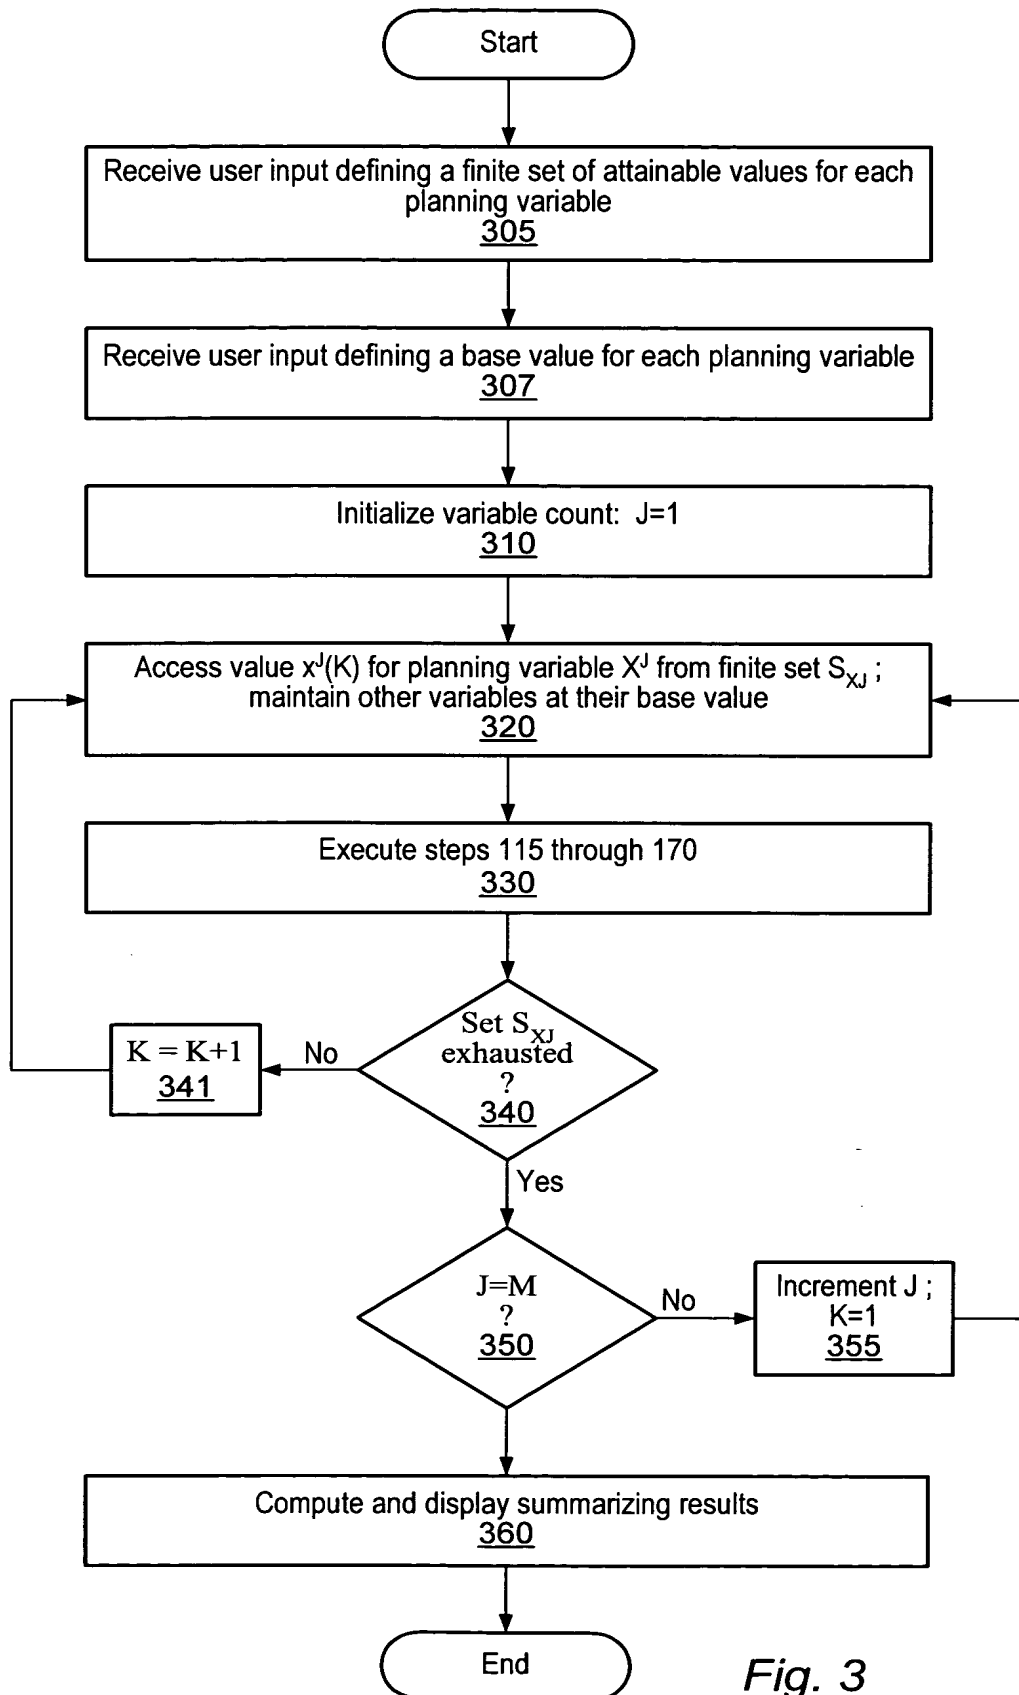 Start
Receive user input defining a finite set of attainable values for each
planning variable
305
Receive user input defining a base value for each planning variable
307
Initialize variable count: J=1
310
Access value x^J(K) for planning variable X^J from finite set S_XJ ;
maintain other variables at their base value
320
Execute steps 115 through 170
330
Set S_XJ
exhausted
?
340
No
K = K+1
341
Yes
J=M
?
350
No
Increment J ;
K=1
355
Compute and display summarizing results
360
End
Fig. 3